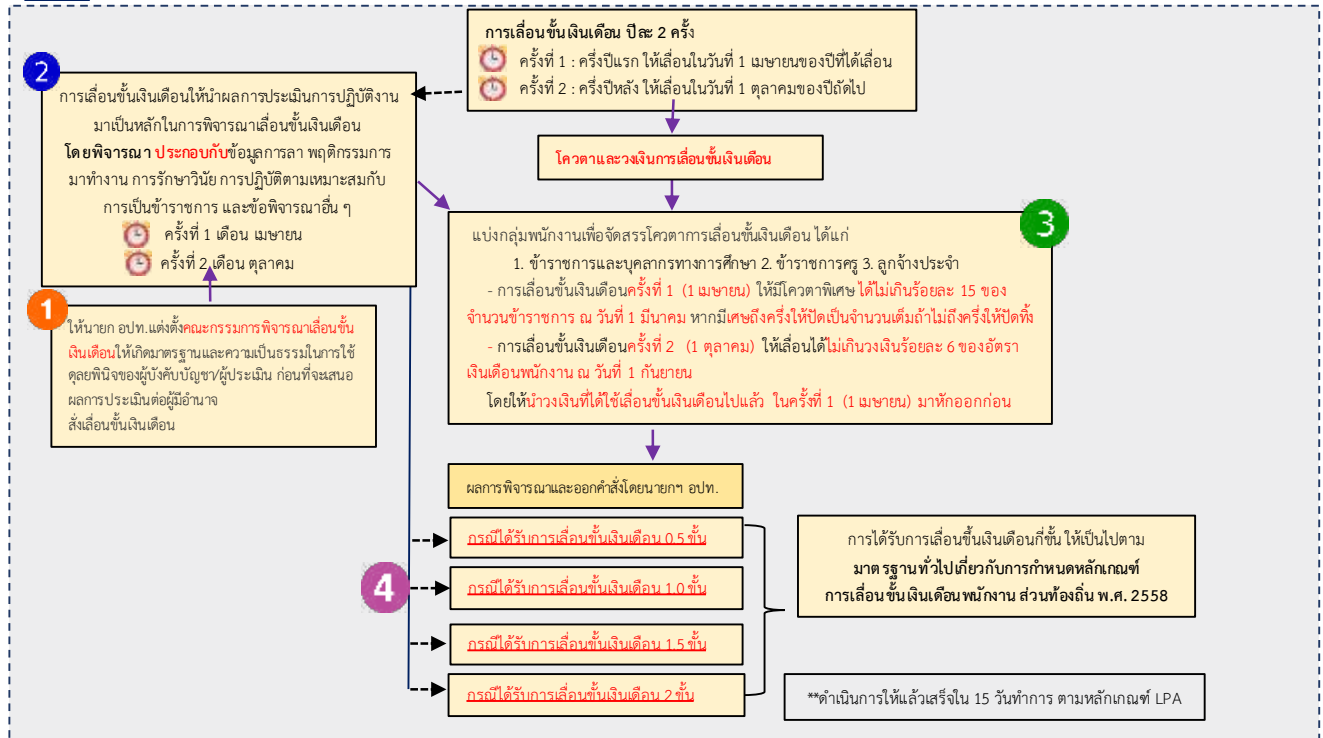 การเลื่อนขั้นเงินเดือน ปีละ 2 ครั้ง
ครั้งที่ 1 : ครึ่งปีแรก ให้เลื่อนในวันที่ 1 เมษายนของปีที่ได้เลื่อน
ครั้งที่ 2 : ครึ่งปีหลัง ให้เลื่อนในวันที่ 1 ตุลาคมของปีถัดไป
2
การเลื่อนขั้นเงินเดือนให้นำผลการประเมินการปฏิบัติงาน
มาเป็นหลักในการพิจารณาเลื่อนขั้นเงินเดือน
โดยพิจารณา ประกอบกับข้อมูลการลา พฤติกรรมการ
มาทำงาน การรักษาวินัย การปฏิบัติตามเหมาะสมกับ
การเป็นข้าราชการ และข้อพิจารณาอื่น ๆ
ครั้งที่ 1 เดือน เมษายน
ครั้งที่ 2 เดือน ตุลาคม
โควตาและวงเงินการเลื่อนขั้นเงินเดือน
3
แบ่งกลุ่มพนักงานเพื่อจัดสรรโควตาการเลื่อนขั้นเงินเดือน ได้แก่
1. ข้าราชการและบุคลากรทางการศึกษา 2. ข้าราชการครู 3. ลูกจ้างประจำ
- การเลื่อนขั้นเงินเดือนครั้งที่ 1 (1 เมษายน) ให้มีโควตาพิเศษ ได้ไม่เกินร้อยละ 15 ของ
จำนวนข้าราชการ ณ วันที่ 1 มีนาคม หากมีเศษถึงครึ่งให้ปัดเป็นจำนวนเต็มถ้าไม่ถึงครึ่งให้ปัดทิ้ง
- การเลื่อนขั้นเงินเดือนครั้งที่ 2 (1 ตุลาคม) ให้เลื่อนได้ไม่เกินวงเงินร้อยละ 6 ของอัตรา
เงินเดือนพนักงาน ณ วันที่ 1 กันยายน
โดยให้นำวงเงินที่ได้ใช้เลื่อนขั้นเงินเดือนไปแล้ว ในครั้งที่ 1 (1 เมษายน) มาหักออกก่อน
1
ให้นายก อปท.แต่งตั้งคณะกรรมการพิจารณาเลื่อนขั้น
เงินเดือนให้เกิดมาตรฐานและความเป็นธรรมในการใช้
ดุลยพินิจของผู้บังคับบัญชา/ผู้ประเมิน ก่อนที่จะเสนอ
ผลการประเมินต่อผู้มีอำนาจ
สั่งเลื่อนขั้นเงินเดือน
ผลการพิจารณาและออกคำสั่งโดยนายกฯ อปท.
4
กรณีได้รับการเลื่อนขั้นเงินเดือน 0.5 ขั้น
กรณีได้รับการเลื่อนขั้นเงินเดือน 1.0 ขั้น
กรณีได้รับการเลื่อนขั้นเงินเดือน 1.5 ขั้น
กรณีได้รับการเลื่อนขั้นเงินเดือน 2 ขั้น
การได้รับการเลื่อนขึ้นเงินเดือนกี่ขั้น ให้เป็นไปตาม
มาตรฐานทั่วไปเกี่ยวกับการกำหนดหลักเกณฑ์
การเลื่อนขั้นเงินเดือนพนักงาน ส่วนท้องถิ่น พ.ศ. 2558
**ดำเนินการให้แล้วเสร็จใน 15 วันทำการ ตามหลักเกณฑ์ LPA